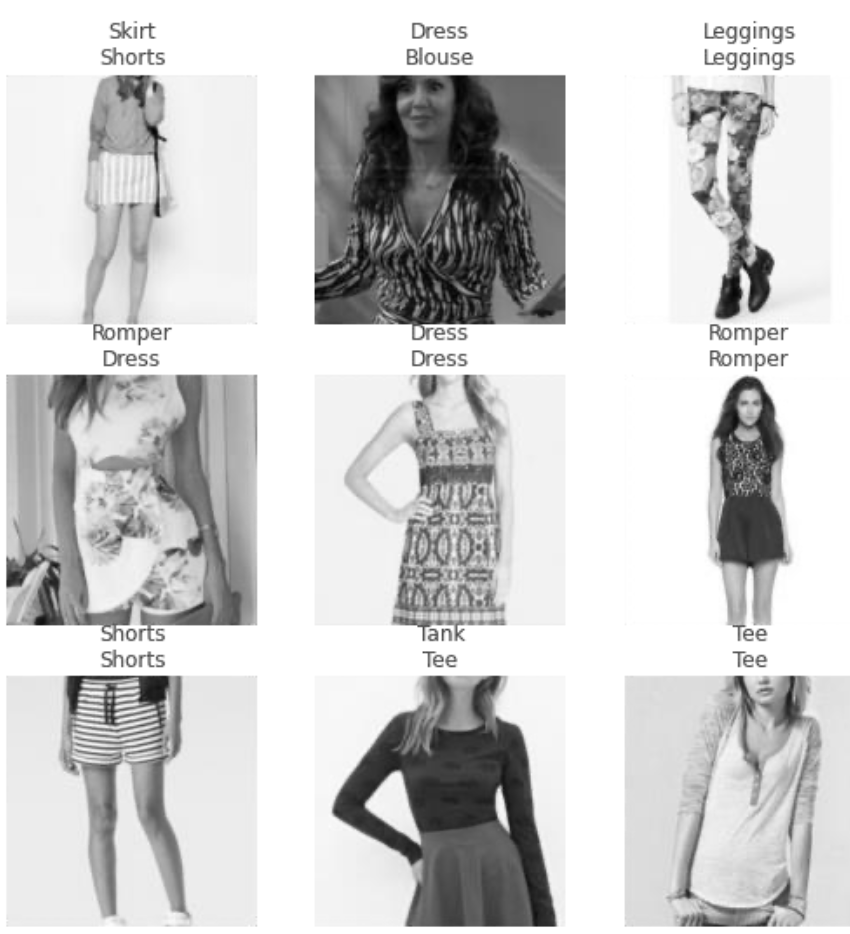 Skirt
Shorts
Dress
Blouse
Leggings
Leggings
Romper
Dress
Dress
Dress
Romper
Romper
Shorts
Shorts
Tank
Tee
Tee
Tee